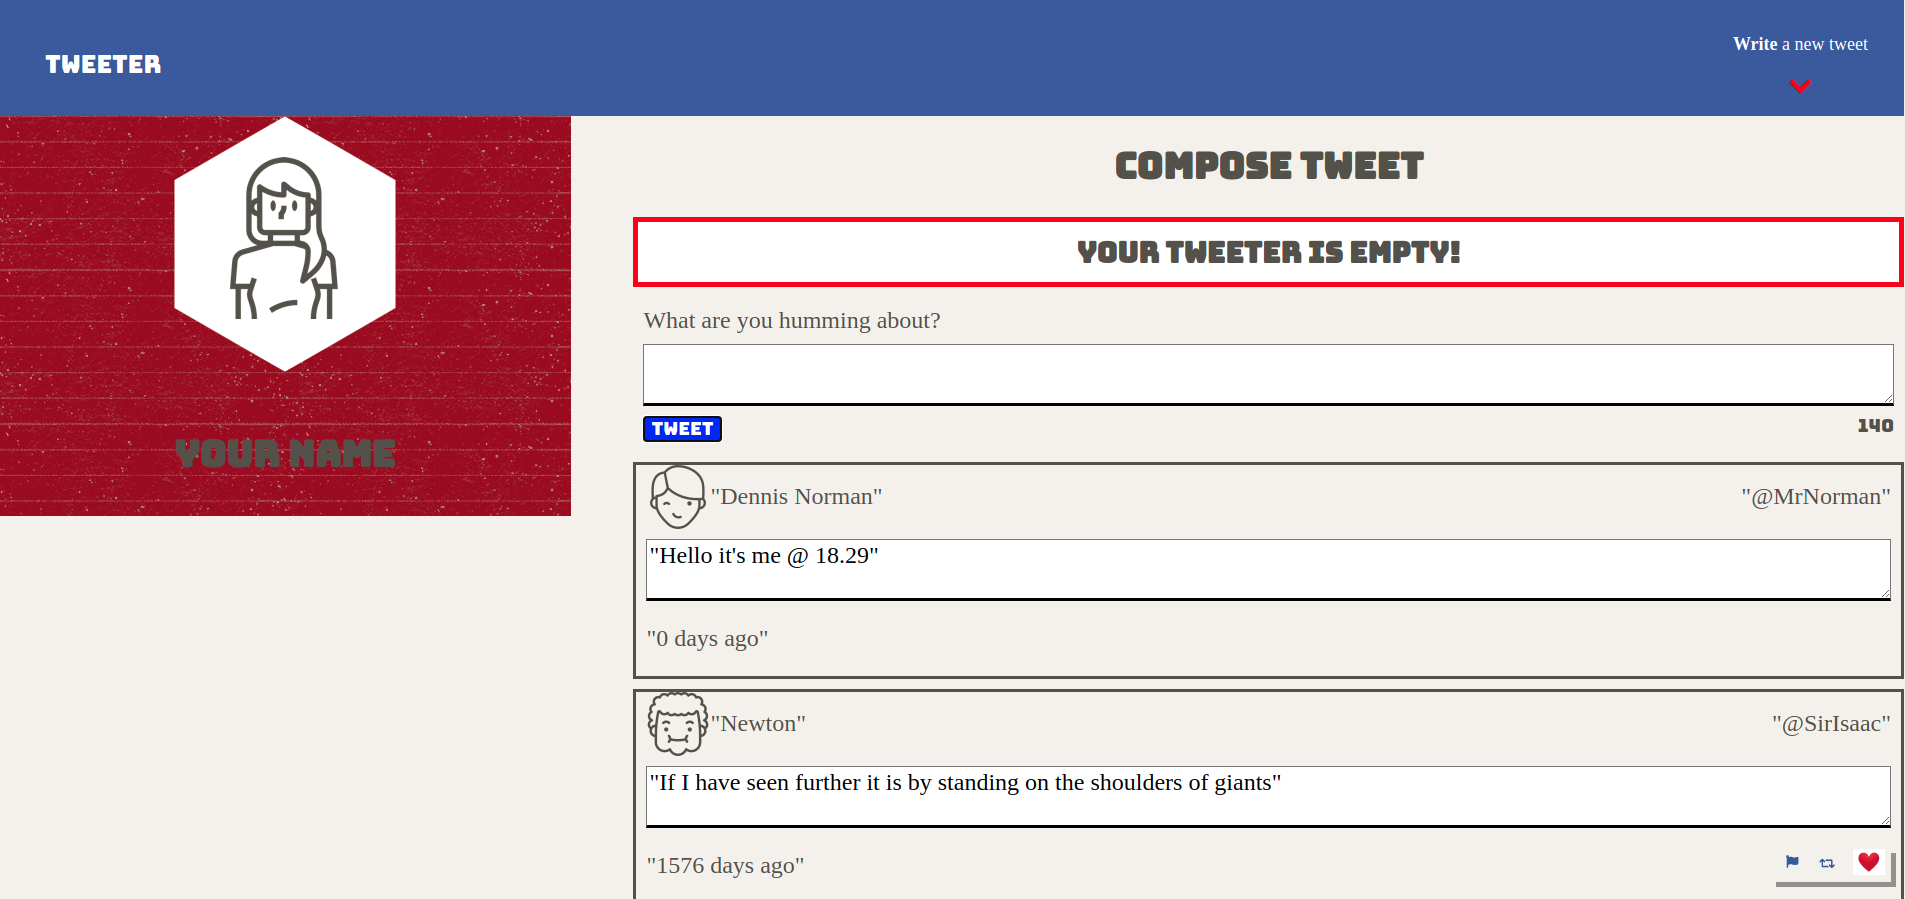 TWEETER
Write a new tweet
YOUR NAME
COMPOSE TWEET
YOUR TWEETER IS EMPTY!
What are you humming about?
TWEET
140
"Dennis Norman"
"@MrNorman"
"Hello it's me @ 18.29"
"0 days ago"
"Newton"
"@SirIsaac"
"If I have seen further it is by standing on the shoulders of giants"
"1576 days ago"